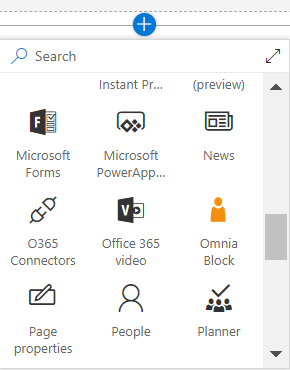 Search
Instant Pr... (preview)
Microsoft Forms
Microsoft PowerApp...
News
O365 Connectors
Office 365 video
Omnia Block
Page properties
People
Planner